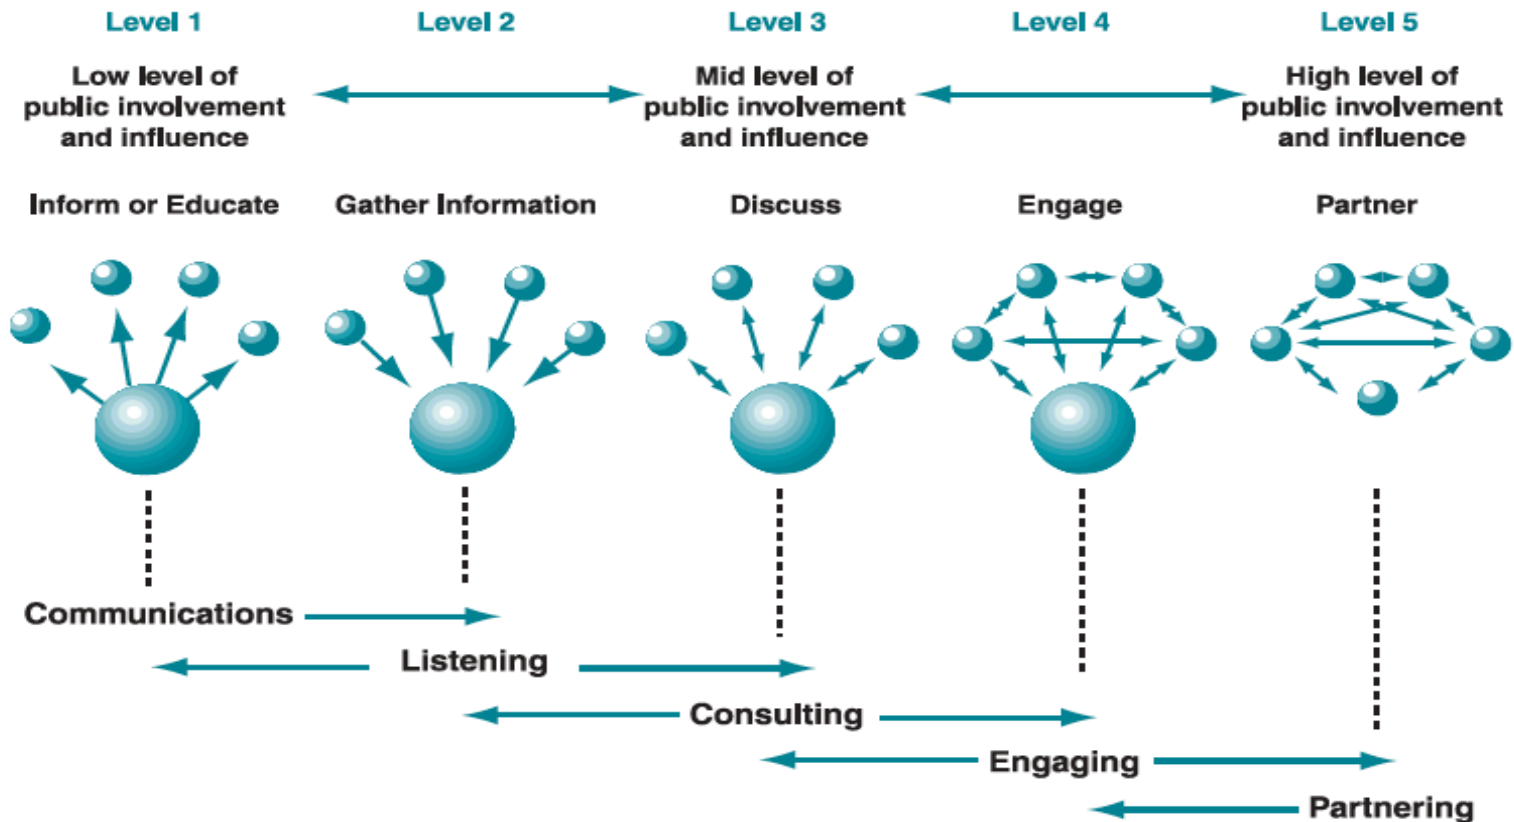 Level 1
Level 2
Level 3
Level 4
Level 5
Low level of
public involvement
and influence
Mid level of
public involvement
and influence
High level of
public involvement
and influence
Inform or Educate
Gather Information
Discuss
Engage
Partner
Communications
Listening
Consulting
Engaging
Partnering